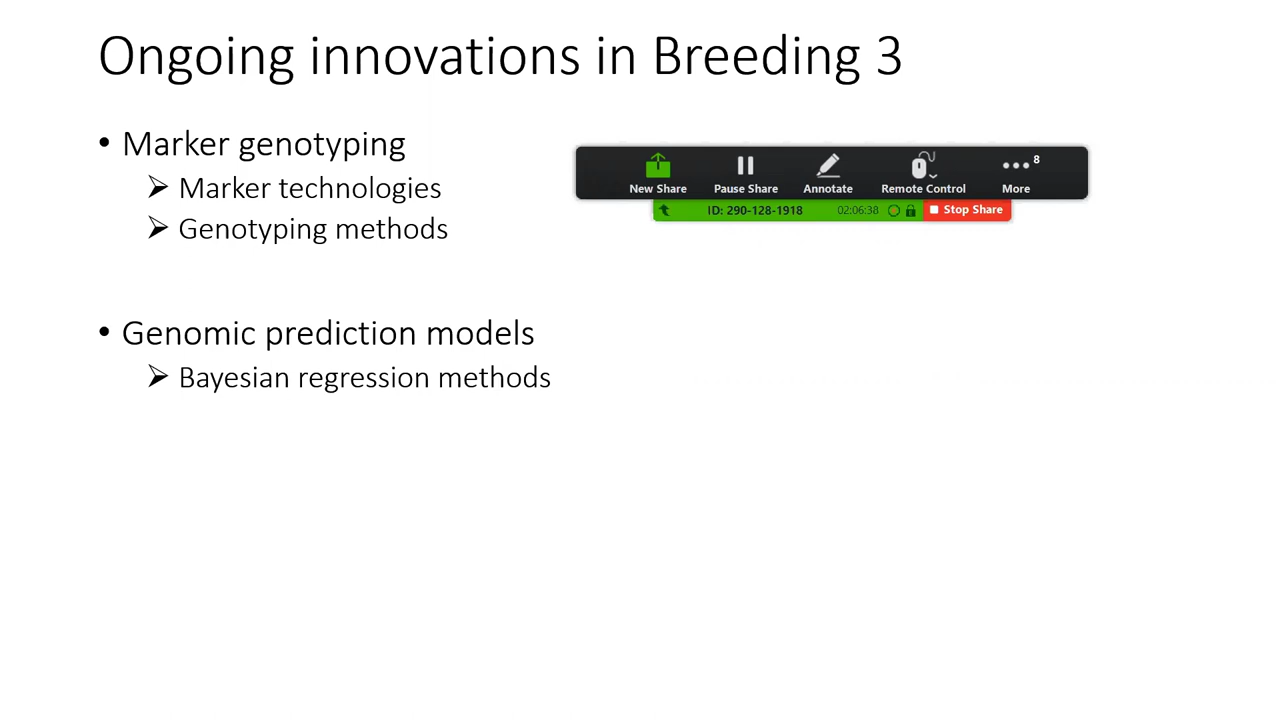 Ongoing innovations in Breeding 3
• Marker genotyping
➢ Marker technologies
➢ Genotyping methods
New Share Pause Share Annotate Remote Control More 8
ID: 290-128-1918 02:06:38 Stop Share
• Genomic prediction models
➢ Bayesian regression methods